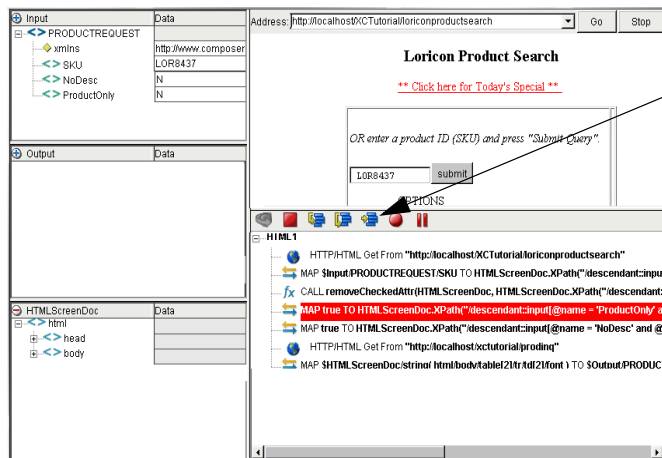 Input Data
PRODUCTREQUEST
xmlns http://www.composer
SKU LOR8437
NoDesc N
ProductOnly N
Output Data
HTMLScreenDoc Data
html
head
body
Address: http://localhost/XCTutorial/loriconproductsearch Go Stop
Loricon Product Search
** Click here for Today's Special **
OR enter a product ID (SKU) and press "Submit Query".
LOR8437 submit
OPTIONS
HTML1
HTTP/HTML Get From "http://localhost/XCTutorial/loriconproductsearch"
MAP $Input/PRODUCTREQUEST/SKU TO HTMLScreenDoc.XPath("/descendant::inpu
fx CALL removeCheckedAttr(HTMLScreenDoc, HTMLScreenDoc.XPath("/descendant:
MAP true TO HTMLScreenDoc.XPath("/descendant::input[@name = 'ProductOnly' a
MAP true TO HTMLScreenDoc.XPath("/descendant::input[@name = 'NoDesc' and @
HTTP/HTML Get From "http://localhost/xctutorial/prodinq"
MAP $HTMLScreenDoc/string( html/body/table[2]/tr/td[2]/font ) TO $Output/PRODUC